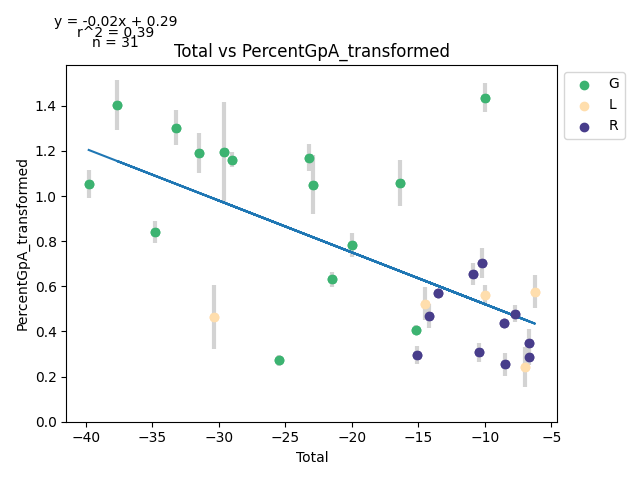 y = -0.02x + 0.29
r^2 = 0.39
n = 31
Total vs PercentGpA_transformed
G
L
R
PercentGpA_transformed
1.4
1.2
1.0
0.8
0.6
0.4
0.2
0.0
−40 −35 −30 −25 −20 −15 −10 −5
Total